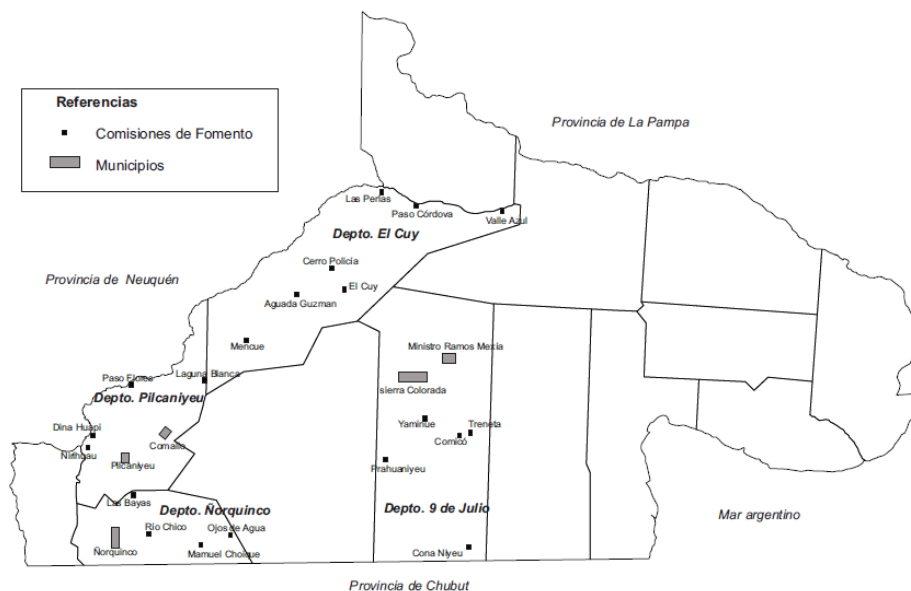 Referencias
Comisiones de Fomento
Municipios
Provincia de La Pampa
Las Perlas
Paso Córdova
Valle Azul
Depto. El Cuy
Cerro Policía
Provincia de Neuquén
El Cuy
Aguada Guzman
Mencue
Ministro Ramos Mexía
Laguna Blanca
Paso Flores
sierra Colorada
Depto. Pilcaniyeu
Yaminue
Treneta
Dina Huapi
Comicó
Comallo
Ñirihuau
Pilcaniyeu
Prahuaniyeu
Las Bayas
Depto. Ñorquinco
Depto. 9 de Julio
Mar argentino
Río Chico
Ojos de Agua
Ñorquinco
Mamuel Choique
Cona Niyeu
Provincia de Chubut